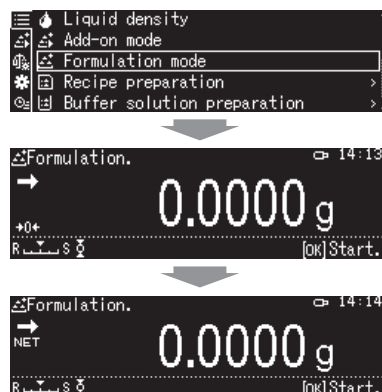 Liquid density
Add-on mode
Formulation mode
Recipe preparation >
Buffer solution preparation >
Formulation. 14:13
0.0000 g
→0←
R S [OK]Start.
Formulation. 14:14
NET
0.0000 g
R S [OK]Start.